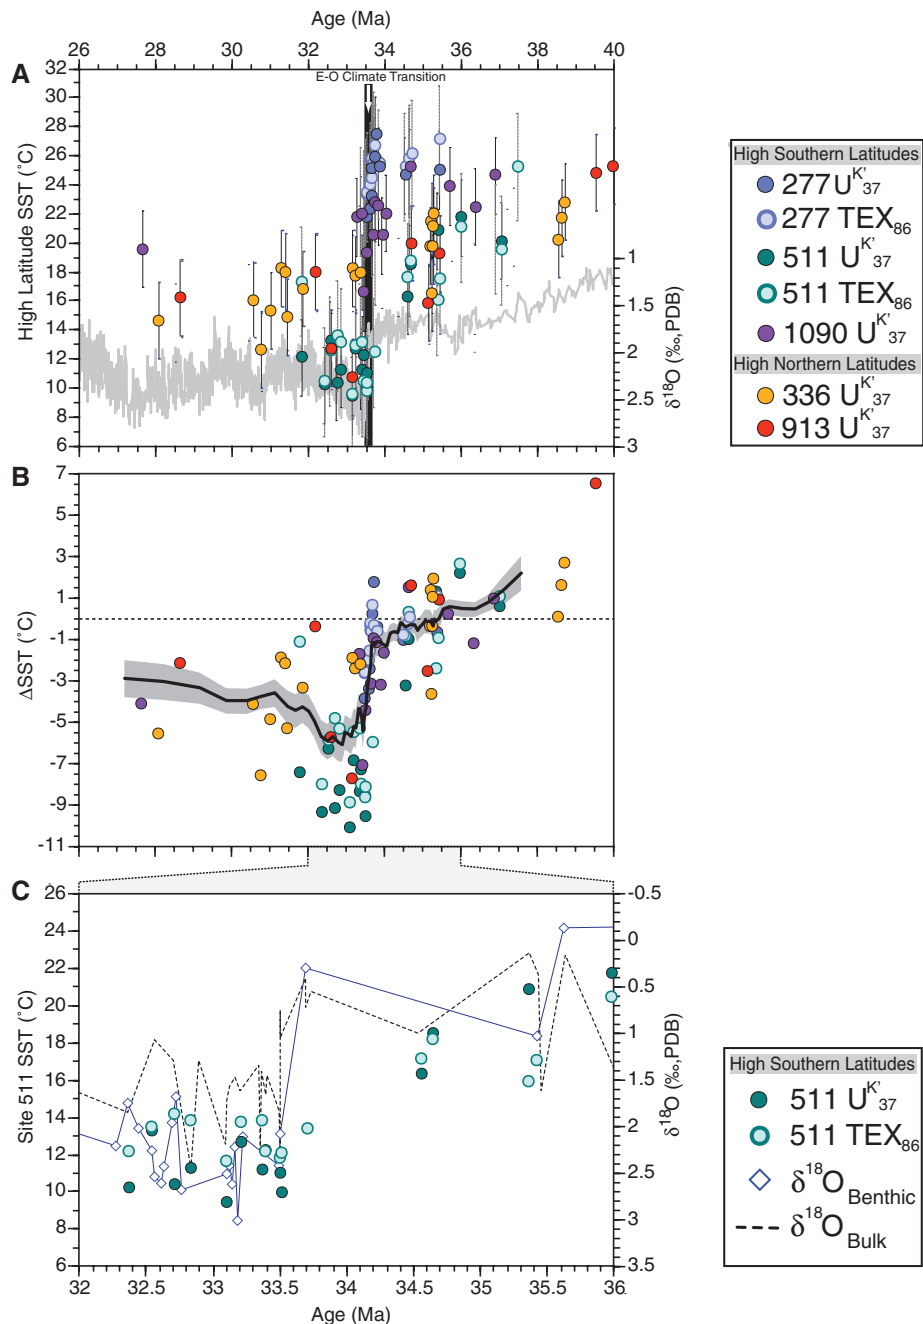 Age (Ma)
26 28 30 32 34 36 38 40
A
E-O Climate Transition
High Latitude SST (˚C)
32
30
28
26
24
22
20
18
16
14
12
10
8
6
1
1.5
2
2.5
3
δ18O (‰,PDB)
High Southern Latitudes
277 UK'37
277 TEX86
511 UK'37
511 TEX86
1090 UK'37
High Northern Latitudes
336 UK'37
913 UK'37
B
ΔSST (˚C)
7
5
3
1
-1
-3
-5
-7
-9
-11
C
Site 511 SST (˚C)
26
24
22
20
18
16
14
12
10
8
6
-0.5
0
0.5
1
1.5
2
2.5
3
3.5
δ18O (‰,PDB)
32 32.5 33 33.5 34 34.5 35 35.5 36
Age (Ma)
High Southern Latitudes
511 UK'37
511 TEX86
δ18O Benthic
δ18O Bulk